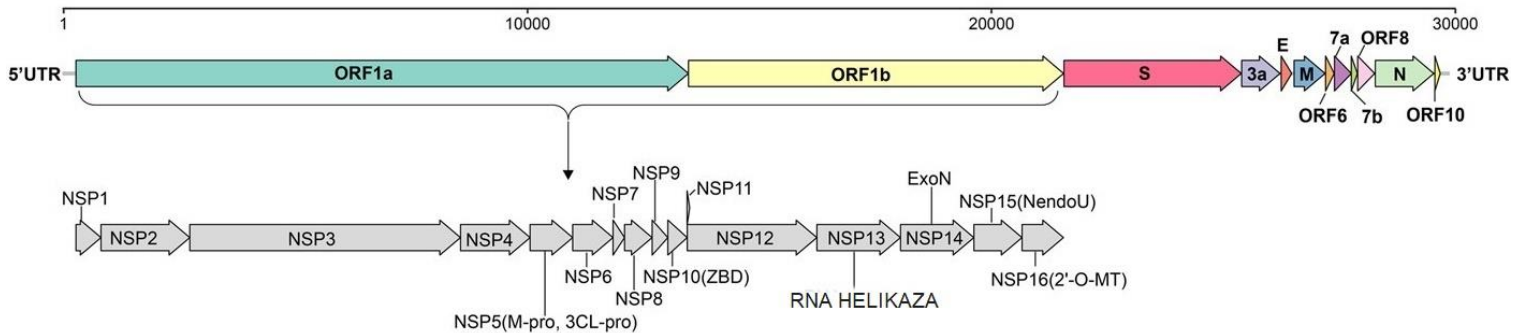 1 10000 20000 30000
E 7a ORF8
5'UTR ORF1a ORF1b S 3a M N 3'UTR
ORF6 7b ORF10
NSP9
NSP1 NSP7 NSP11 ExoN NSP15(NendoU)
NSP2 NSP3 NSP4 NSP12 NSP13 NSP14
NSP6 NSP8 NSP10(ZBD) NSP16(2'-O-MT)
NSP5(M-pro, 3CL-pro) RNA HELIKAZA